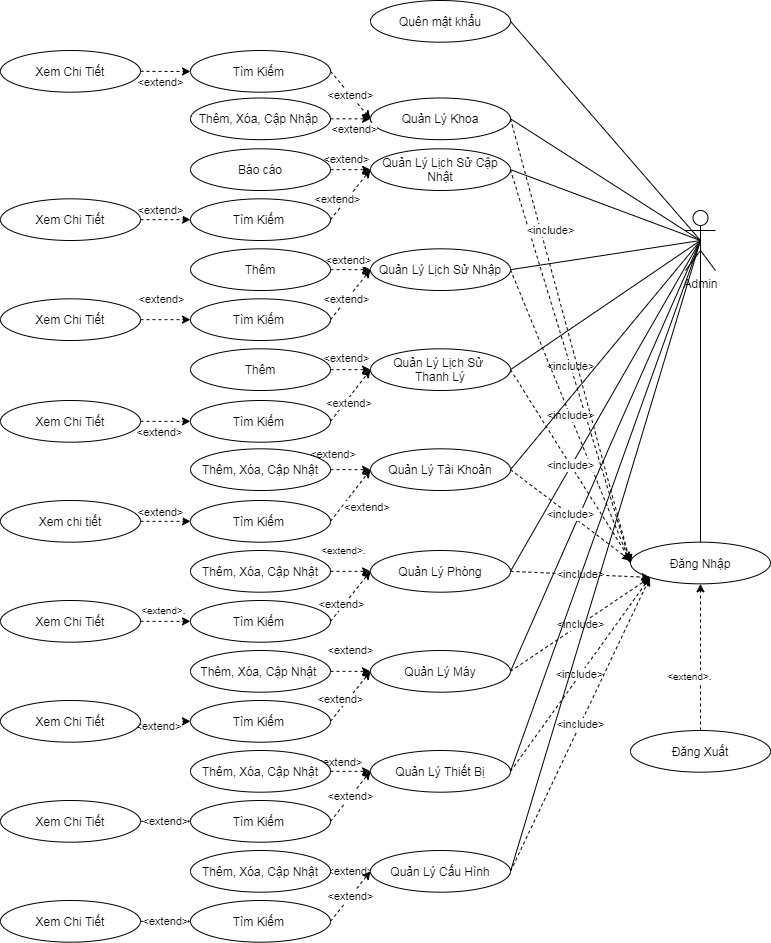 Quên mật khẩu
Xem Chi Tiết
<extend>
Tìm Kiếm
<extend>
Thêm, Xóa, Cập Nhập
<extend>
Quản Lý Khoa
Báo cáo
<extend>
Quản Lý Lịch Sử Cập
Nhật
Xem Chi Tiết
<extend>
Tìm Kiếm
<extend>
<include>
Thêm
<extend>
Quản Lý Lịch Sử Nhập
Admin
Xem Chi Tiết
<extend>
Tìm Kiếm
<extend>
Thêm
<extend>
Quản Lý Lịch Sử
Thanh Lý
<include>
Xem Chi Tiết
<extend>
Tìm Kiếm
<extend>
<include>
Thêm, Xóa, Cập Nhật
<extend>
Quản Lý Tài Khoản
<include>
Xem chi tiết
<extend>
Tìm Kiếm
<extend>
<include>
Thêm, Xóa, Cập Nhật
<extend>.
Quản Lý Phòng
<include>
Đăng Nhập
Xem Chi Tiết
<extend>.
Tìm Kiếm
<extend>
<include>
Thêm, Xóa, Cập Nhật
<extend>
Quản Lý Máy
<include>
<extend>.
Xem Chi Tiết
<extend>
Tìm Kiếm
<extend>
<include>
Thêm, Xóa, Cập Nhật
<extend>
Quản Lý Thiết Bị
Đăng Xuất
Xem Chi Tiết
<extend>
Tìm Kiếm
<extend>
Thêm, Xóa, Cập Nhật
<extend>
Quản Lý Cấu Hình
Xem Chi Tiết
<extend>
Tìm Kiếm
<extend>